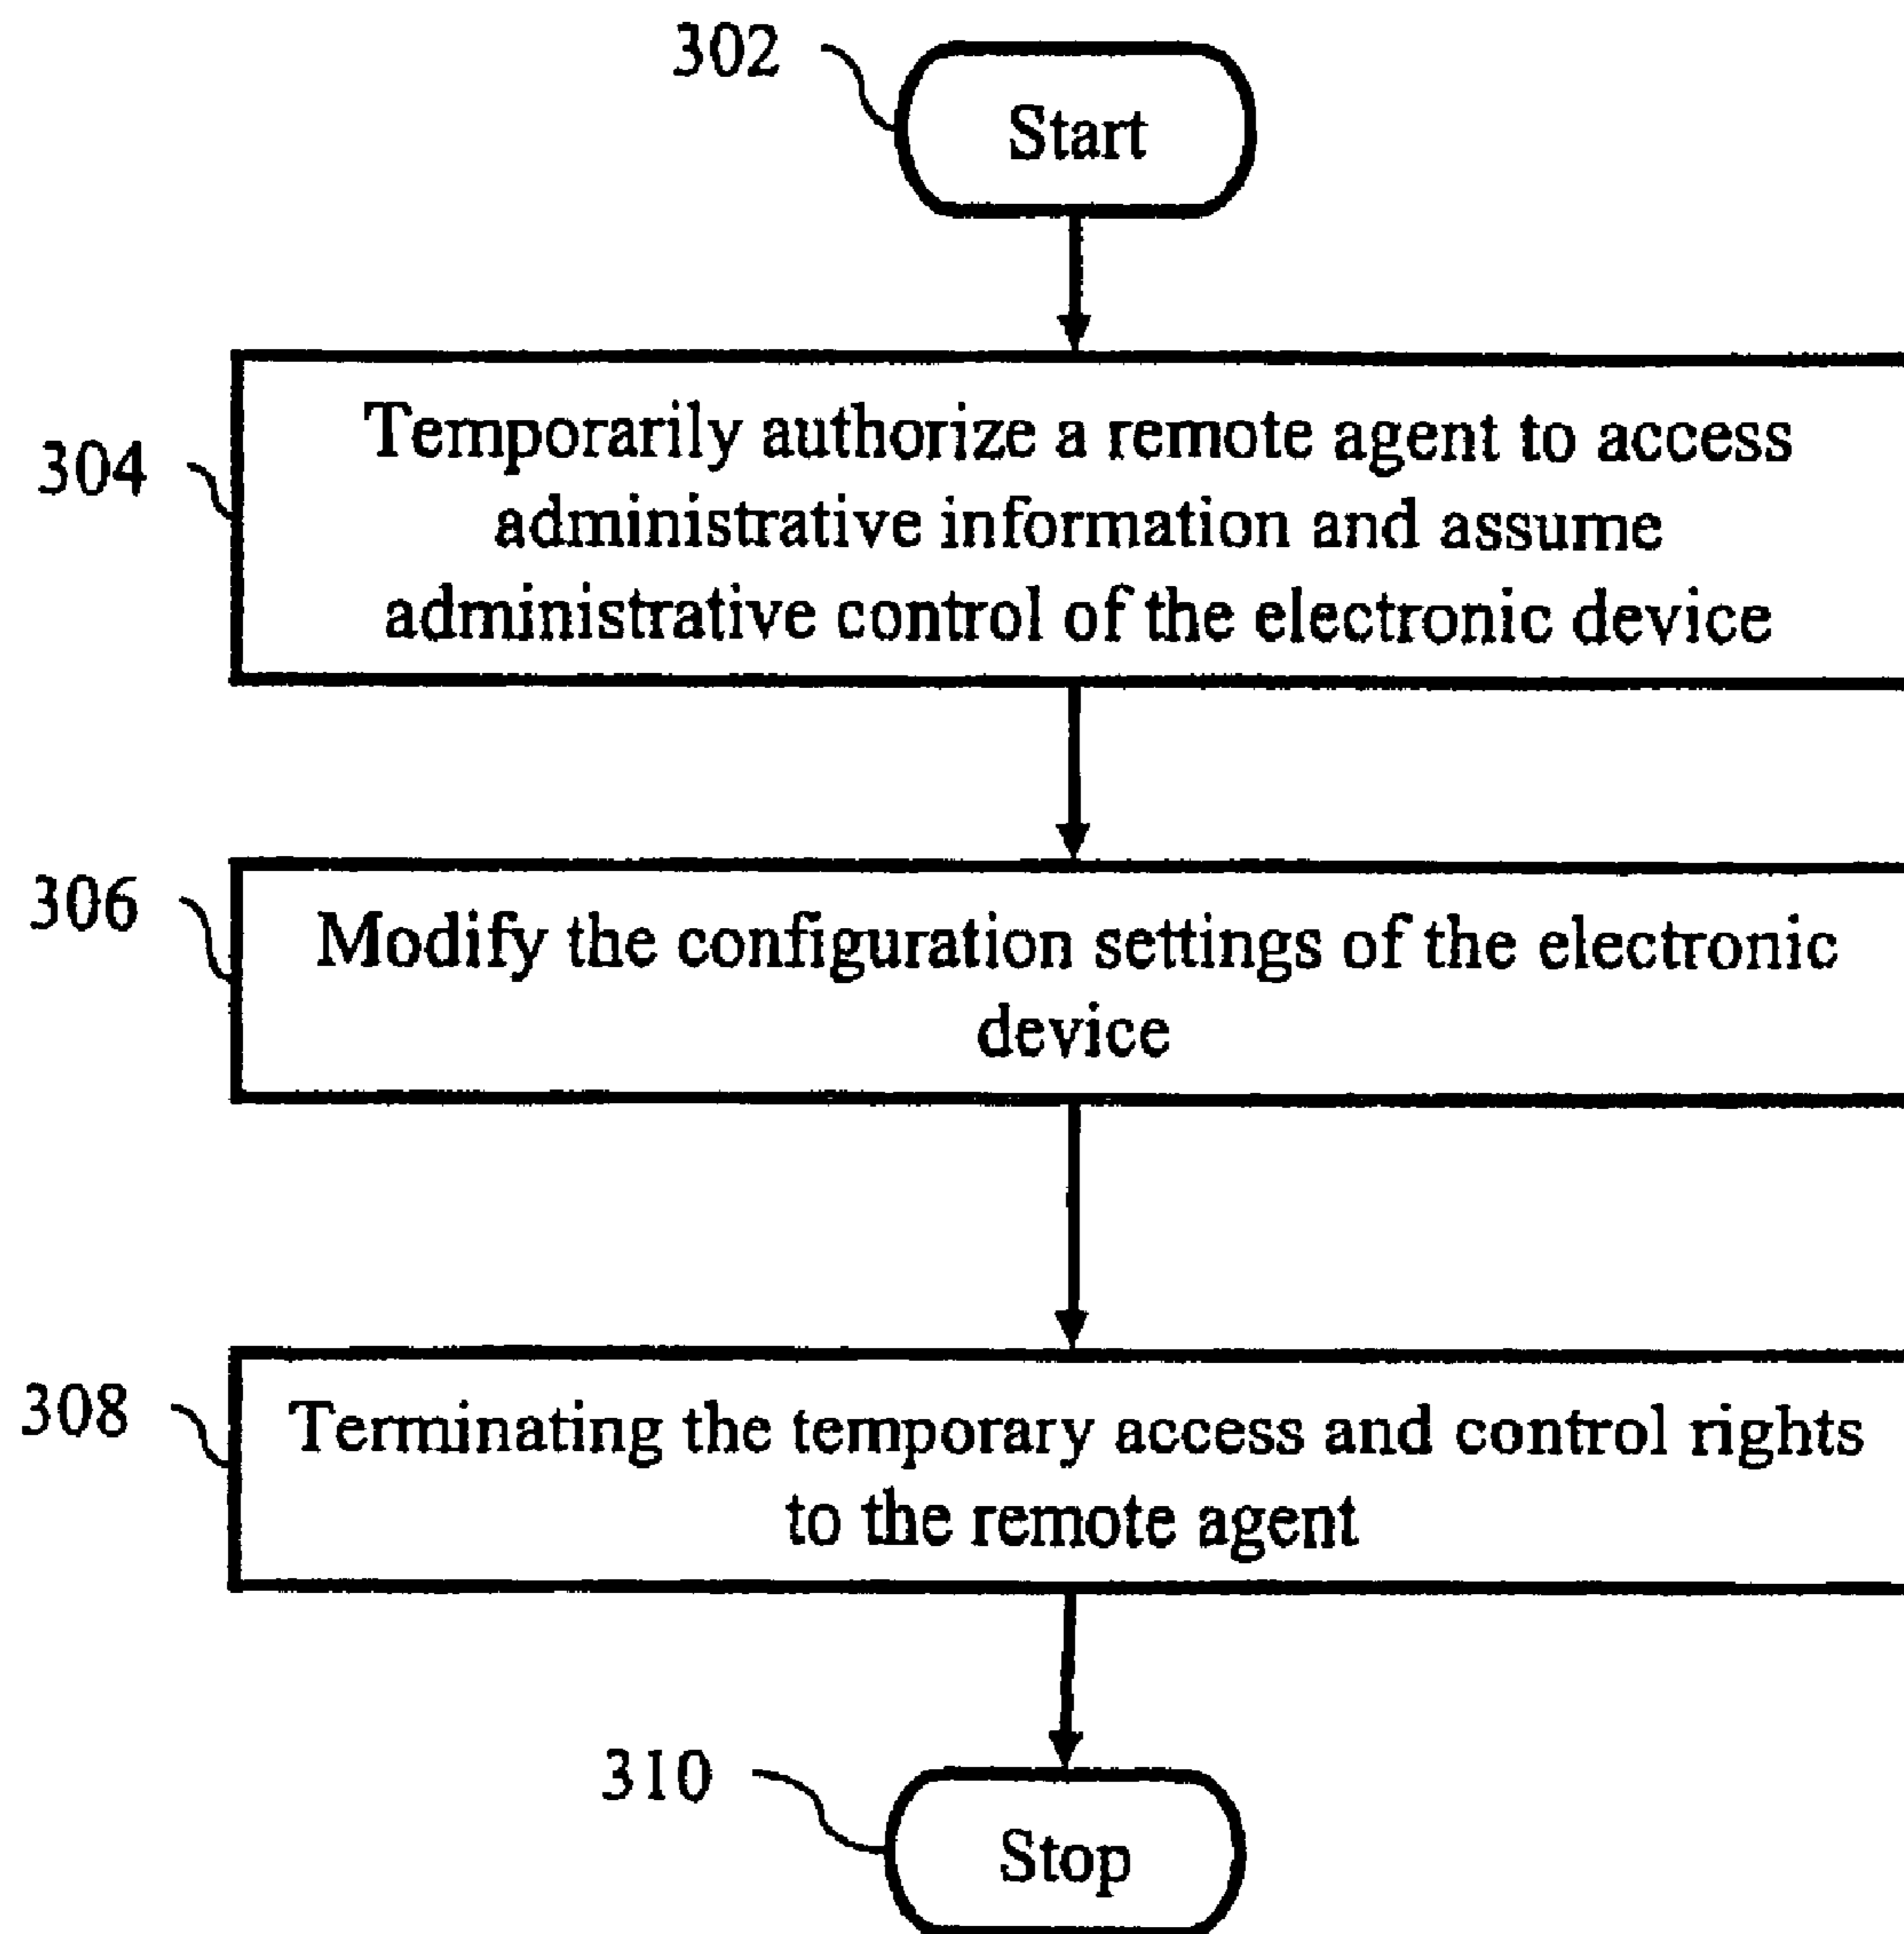 302
Start
304
Temporarily authorize a remote agent to access
administrative information and assume
administrative control of the electronic device
306
Modify the configuration settings of the electronic
device
308
Terminating the temporary access and control rights
to the remote agent
310
Stop